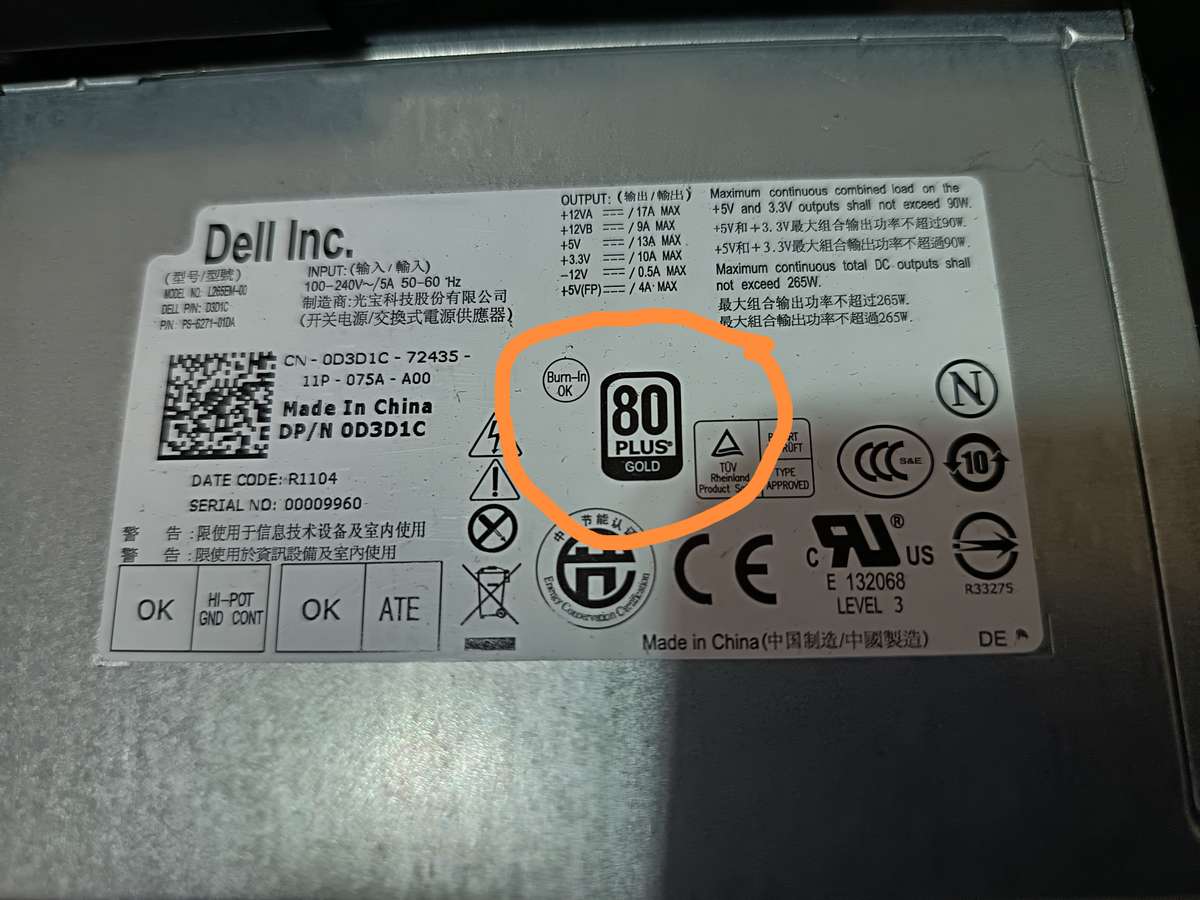 Dell Inc.
(型号/型號)
MODEL NO. L265EM-00
DELL P/N: D3D1C
P/N: PS-6271-01DA
INPUT: (输入/輸入)
100-240V~/5A 50-60 Hz
制造商:光宝科技股份有限公司
(开关电源/交換式電源供應器)
OUTPUT: (输出/輸出)
+12VA ⎓ / 17A MAX
+12VB ⎓ / 9A MAX
+5V ⎓ / 13A MAX
+3.3V ⎓ / 10A MAX
-12V ⎓ / 0.5A MAX
+5V(FP) ⎓ / 4A MAX
Maximum continuous combined load on the
+5V and 3.3V outputs shall not exceed 90W.
+5V和+3.3V最大组合输出功率不超过90W.
+5V和+3.3V最大組合輸出功率不超過90W.
Maximum continuous total DC outputs shall
not exceed 265W.
最大组合输出功率不超过265W.
最大組合輸出功率不超過265W.
CN - 0D3D1C - 72435 -
11P - 075A - A00
Made In China
DP/N 0D3D1C
DATE CODE: R1104
SERIAL NO: 00009960
警 告:限使用于信息技术设备及室内使用
警 告:限使用於資訊設備及室內使用
OK
HI-POT
GND CONT
OK
ATE
Burn-In
OK
80
PLUS®
GOLD
TÜV
Rheinland
Product
TYPE
APPROVED
N
CCC S&E
10
节能认
Energy Conservation Certification
CE
C RU ® US
E 132068
LEVEL 3
R33275
Made in China(中国制造/中國製造)
DE